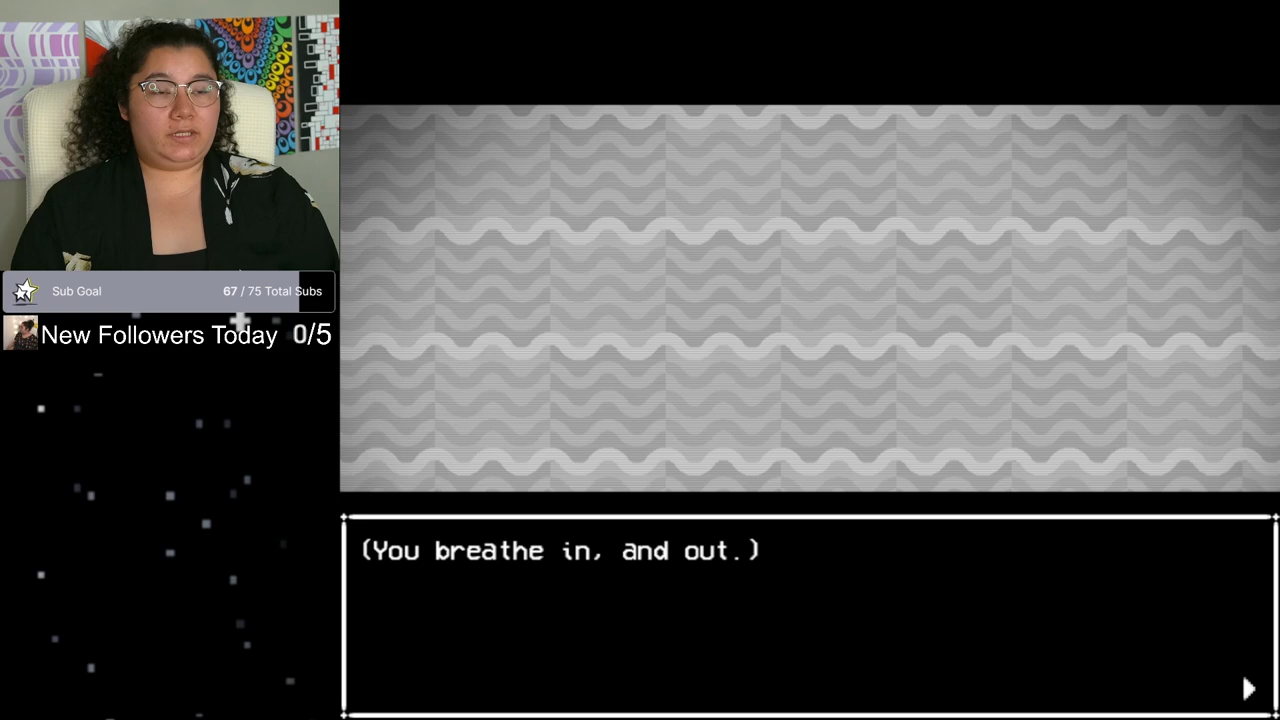 Sub Goal 67 / 75 Total Subs
New Followers Today 0/5
(You breathe in, and out.)